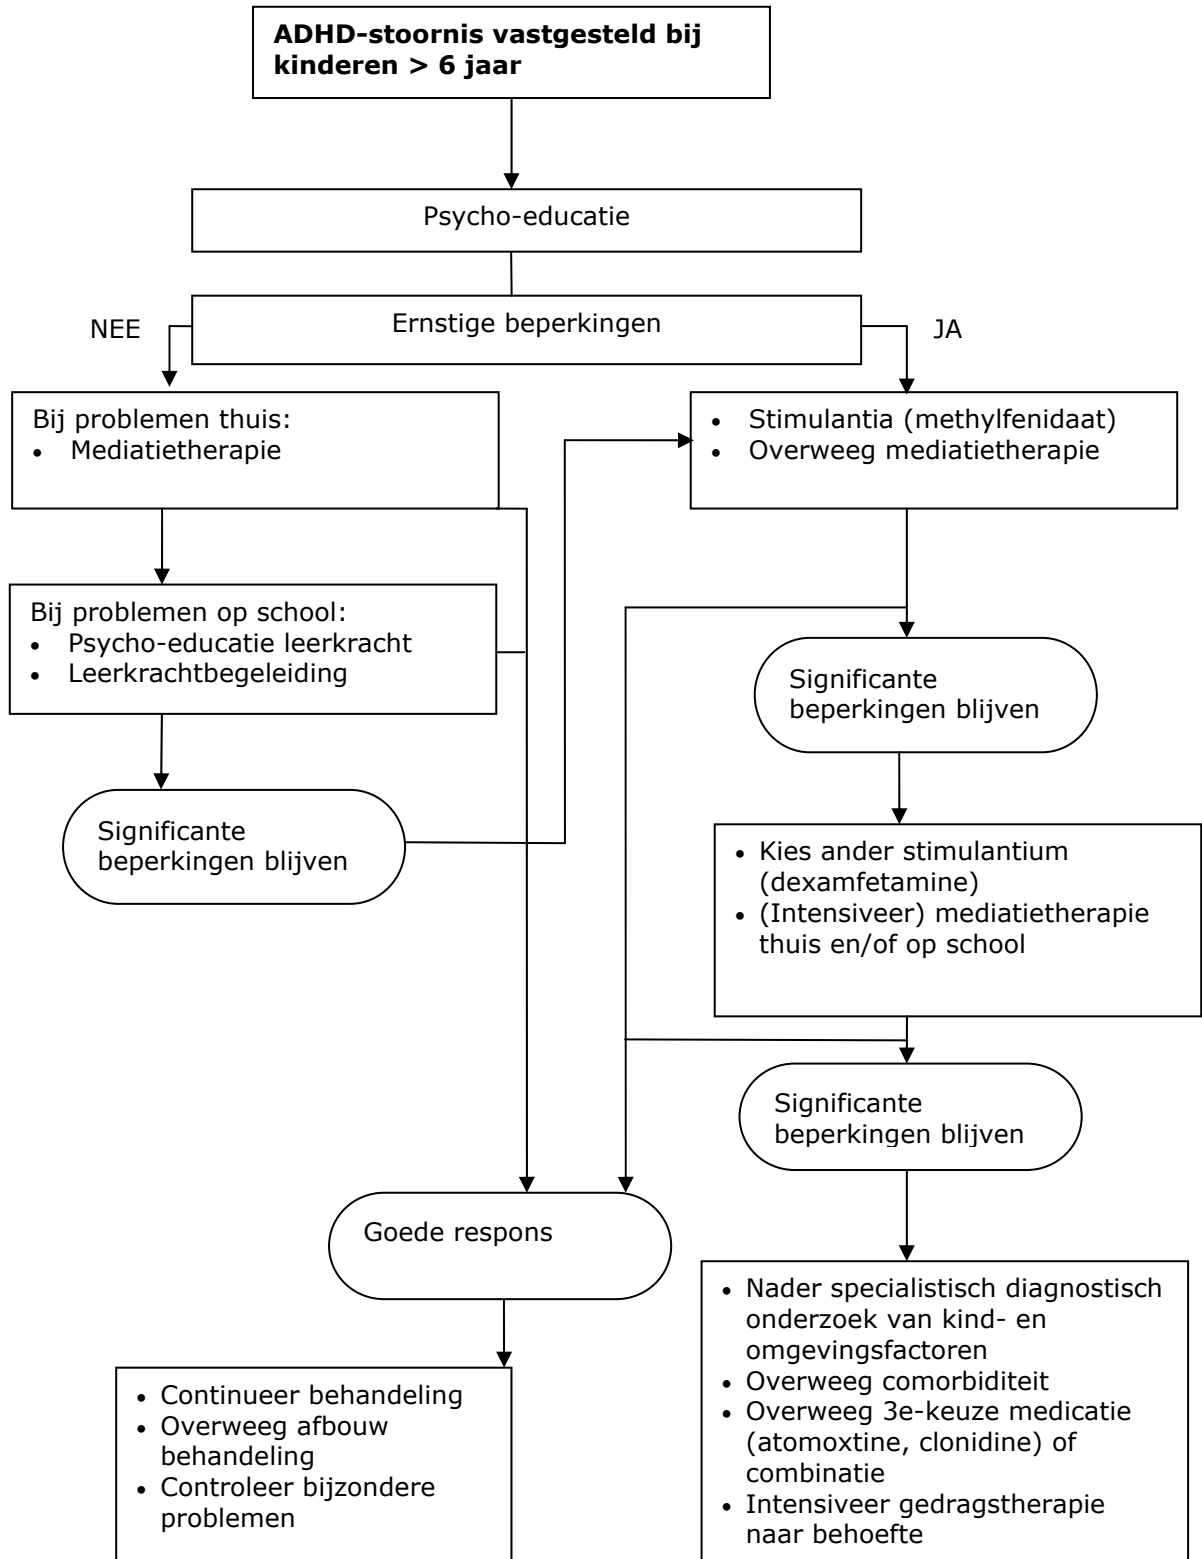 ADHD-stoornis vastgesteld bij
kinderen > 6 jaar
Psycho-educatie
Ernstige beperkingen
NEE
JA
Bij problemen thuis:
• Mediatietherapie
• Stimulantia (methylfenidaat)
• Overweeg mediatietherapie
Bij problemen op school:
• Psycho-educatie leerkracht
• Leerkrachtbegeleiding
Significante
beperkingen blijven
Significante
beperkingen blijven
• Kies ander stimulantium
(dexamfetamine)
• (Intensiveer) mediatietherapie
thuis en/of op school
Significante
beperkingen blijven
Goede respons
• Continueer behandeling
• Overweeg afbouw
behandeling
• Controleer bijzondere
problemen
• Nader specialistisch diagnostisch
onderzoek van kind- en
omgevingsfactoren
• Overweeg comorbiditeit
• Overweeg 3e-keuze medicatie
(atomoxtine, clonidine) of
combinatie
• Intensiveer gedragstherapie
naar behoefte